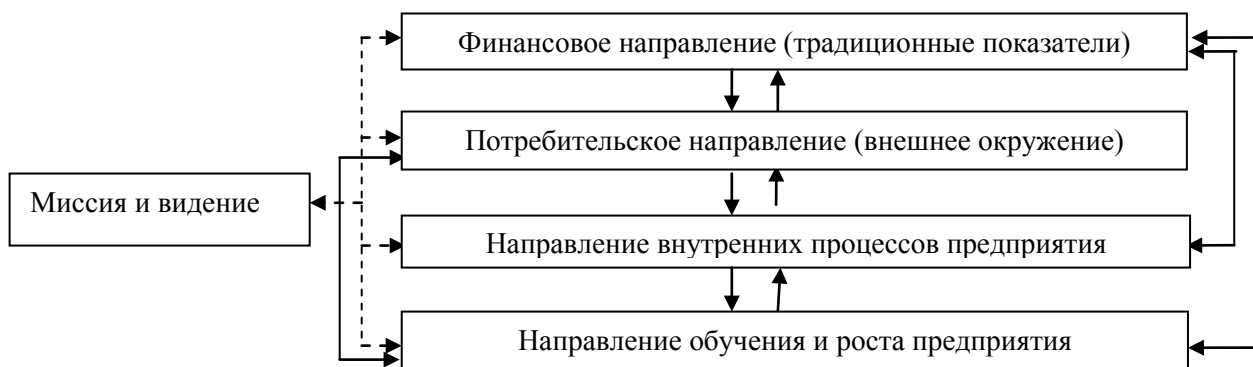 Финансовое направление (традиционные показатели)
Потребительское направление (внешнее окружение)
Миссия и видение
Направление внутренних процессов предприятия
Направление обучения и роста предприятия